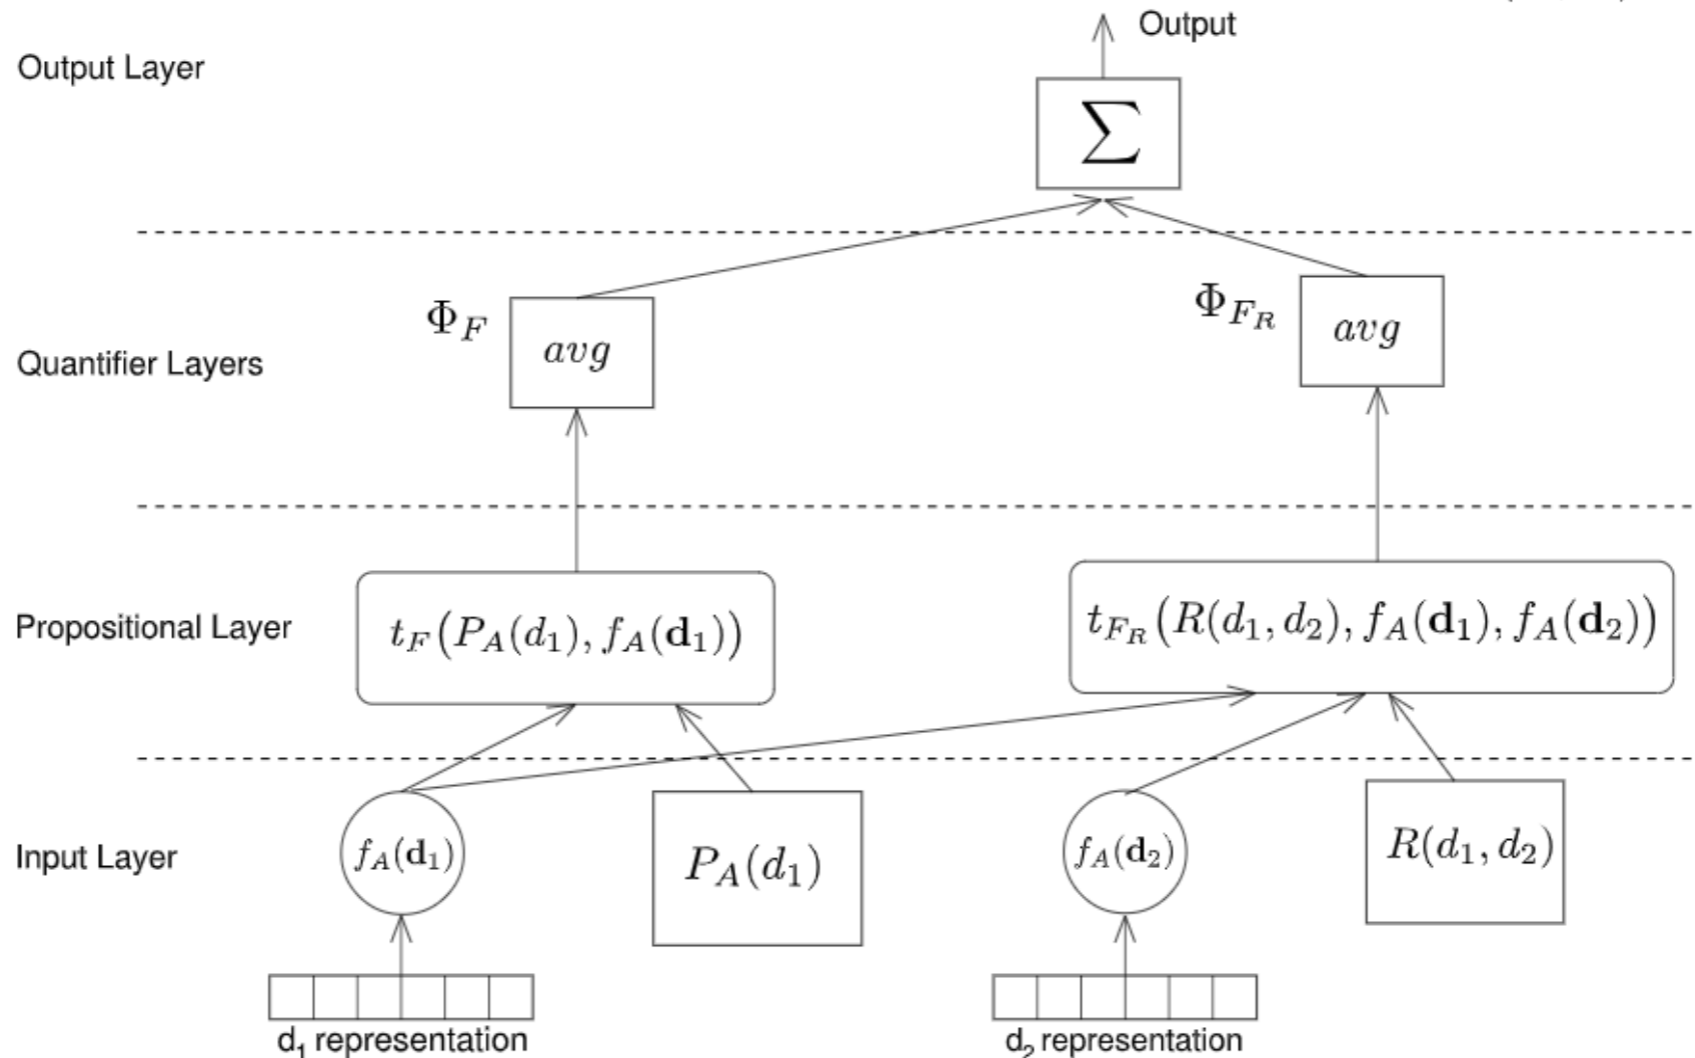 Output
Output Layer
∑
Φ_F
avg
Φ_{F_R}
avg
Quantifier Layers
Propositional Layer
t_F(P_A(d_1), f_A(𝐝_1))
t_{F_R}(R(d_1, d_2), f_A(𝐝_1), f_A(𝐝_2))
Input Layer
f_A(𝐝_1)
P_A(d_1)
f_A(𝐝_2)
R(d_1, d_2)
d_1 representation
d_2 representation